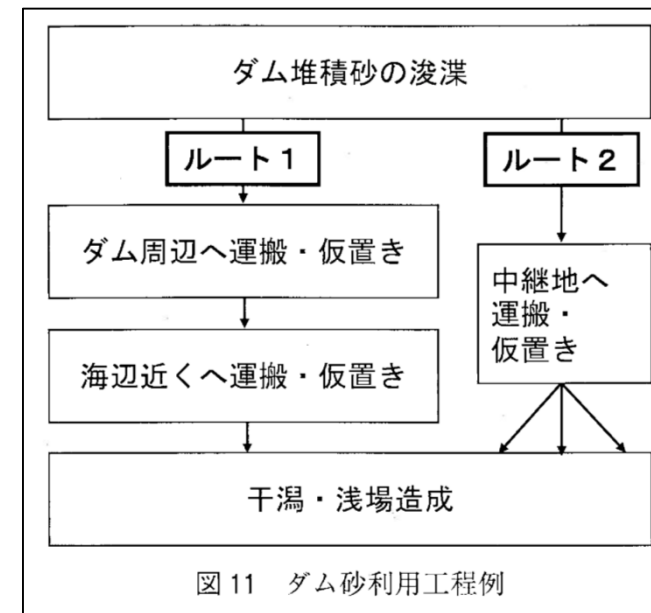 ダム堆積砂の浚渫
ルート1
ルート2
ダム周辺へ運搬・仮置き
海辺近くへ運搬・仮置き
中継地へ
運搬・
仮置き
干潟・浅場造成
図11 ダム砂利用工程例